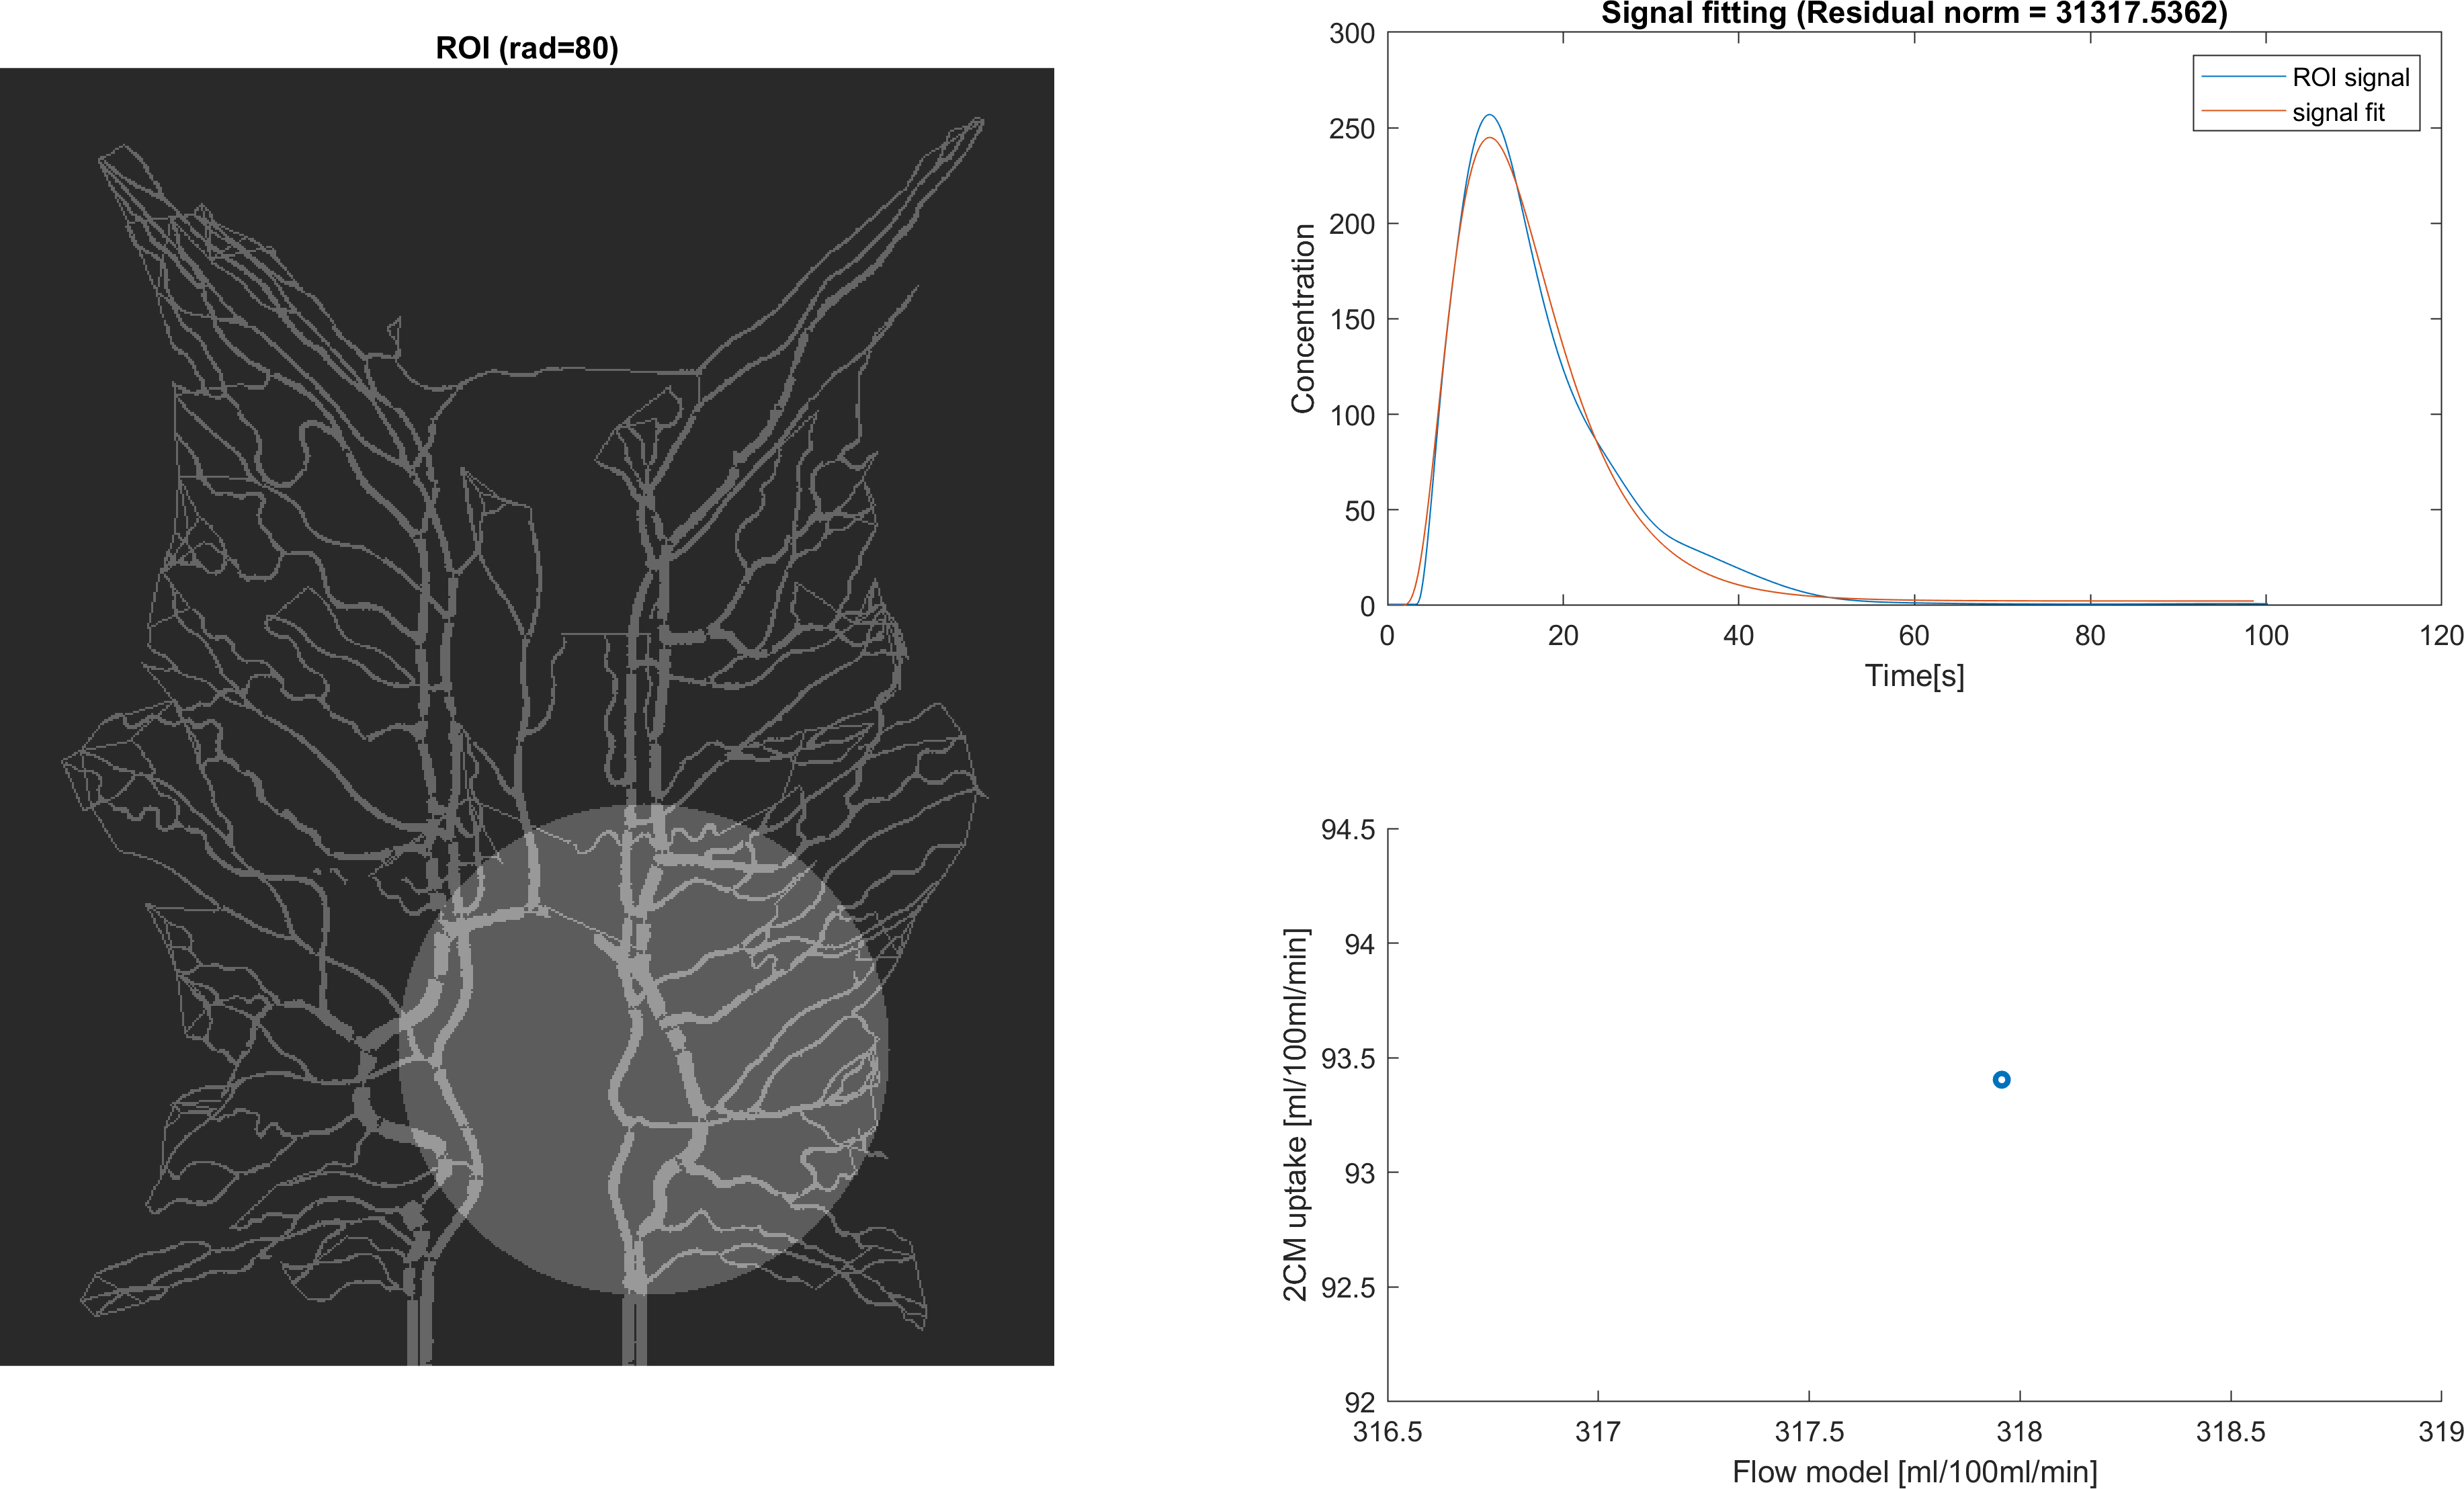 ROI (rad=80)
Signal fitting (Residual norm = 31317.5362)
300
250
200
150
100
50
0
Concentration
ROI signal
signal fit
0 20 40 60 80 100 120
Time[s]
94.5
94
93.5
93
92.5
92
2CM uptake [ml/100ml/min]
316.5 317 317.5 318 318.5 319
Flow model [ml/100ml/min]